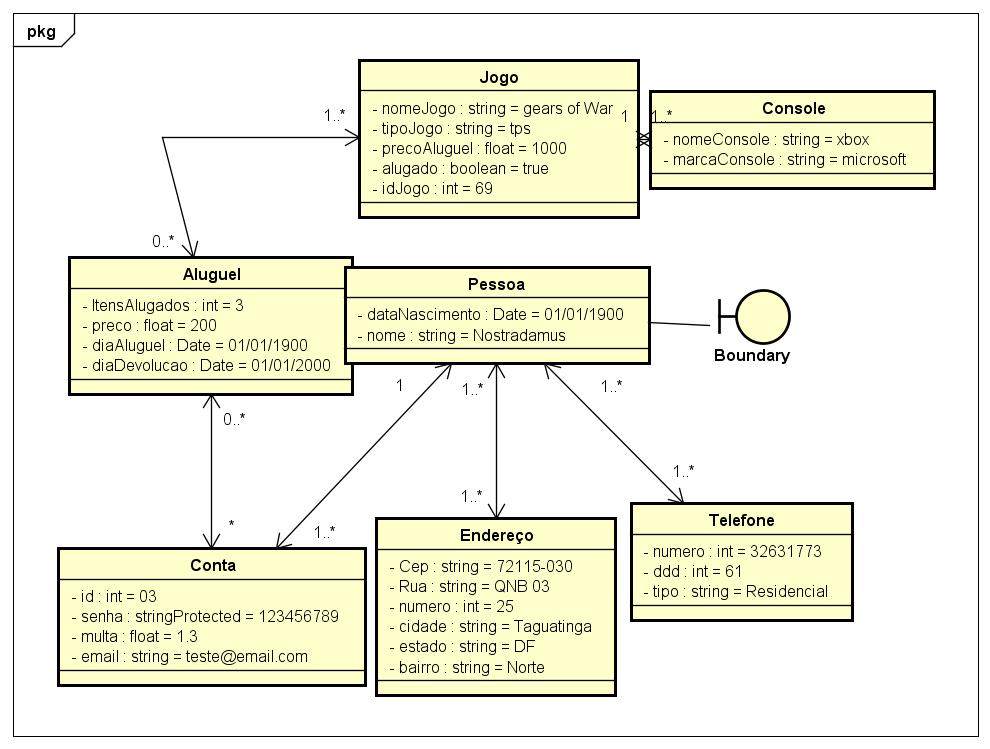 pkg
Jogo
- nomeJogo : string = gears of War
- tipoJogo : string = tps
- precoAluguel : float = 1000
- alugado : boolean = true
- idJogo : int = 69
1..*
1
1..*
Console
- nomeConsole : string = xbox
- marcaConsole : string = microsoft
0..*
Aluguel
- ItensAlugados : int = 3
- preco : float = 200
- diaAluguel : Date = 01/01/1900
- diaDevolucao : Date = 01/01/2000
Pessoa
- dataNascimento : Date = 01/01/1900
- nome : string = Nostradamus
Boundary
0..*
*
1
1..*
1..*
1..*
1..*
1..*
Conta
- id : int = 03
- senha : stringProtected = 123456789
- multa : float = 1.3
- email : string = teste@email.com
Endereço
- Cep : string = 72115-030
- Rua : string = QNB 03
- numero : int = 25
- cidade : string = Taguatinga
- estado : string = DF
- bairro : string = Norte
Telefone
- numero : int = 32631773
- ddd : int = 61
- tipo : string = Residencial